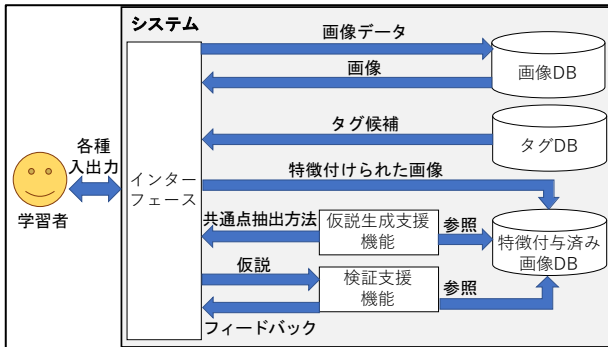 システム
画像データ
画像
画像DB
タグ候補
タグDB
各種
入出力
学習者
インター
フェース
特徴付けられた画像
共通点抽出方法
仮説生成支援
機能
参照
特徴付与済み
画像DB
仮説
検証支援
機能
参照
フィードバック